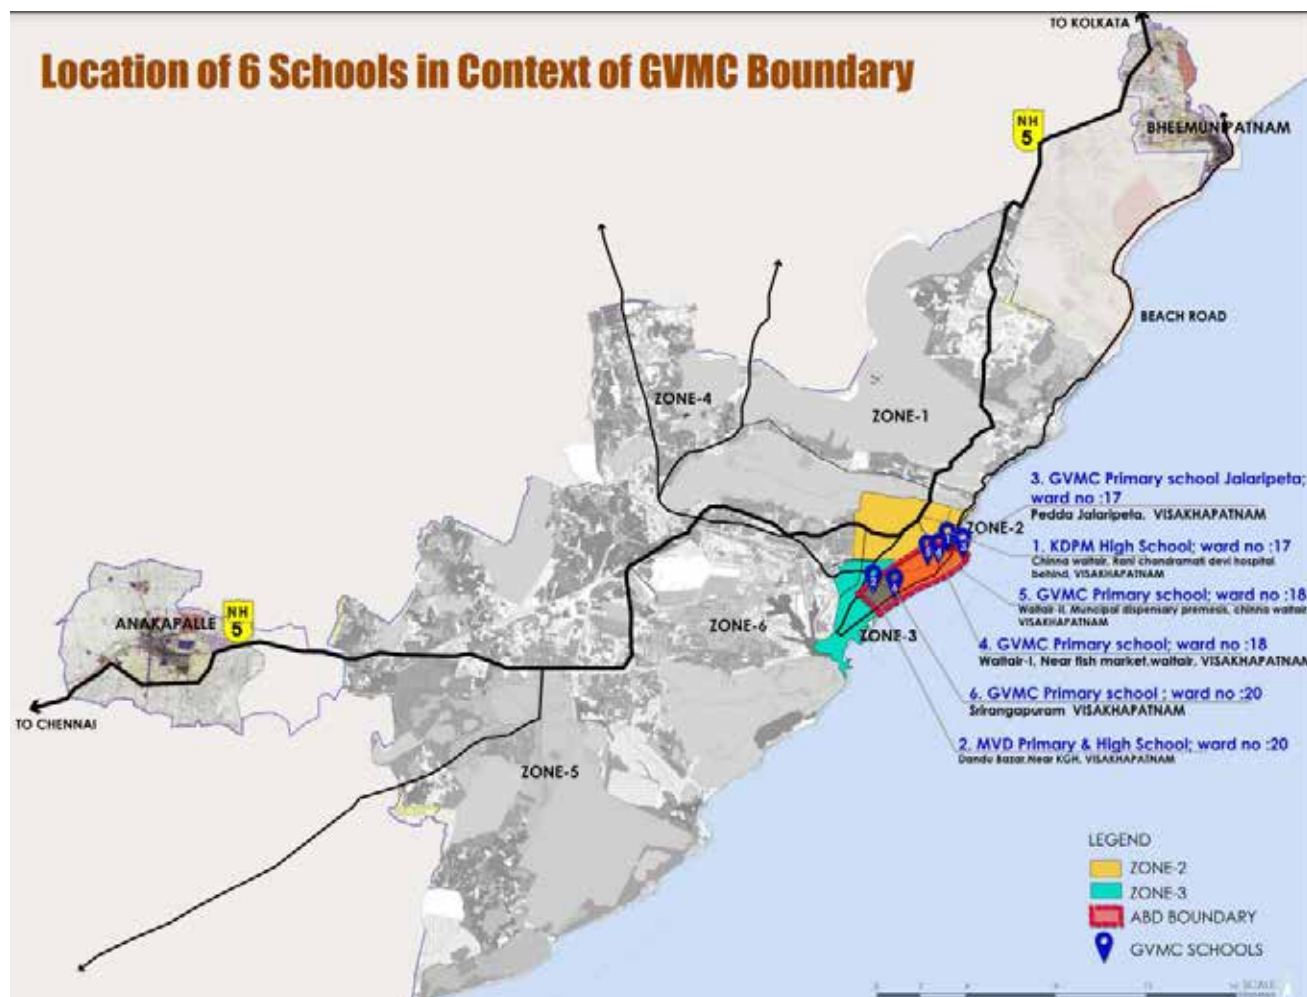 Location of 6 Schools in Context of GVMC Boundary
TO KOLKATA
NH
5
BHEEMUNIPATNAM
BEACH ROAD
ZONE-4
ZONE-1
3. GVMC Primary school Jalaripeta;
ward no :17
Pedda Jalaripeta, VISAKHAPATNAM
ZONE-2
1. KDPM High School; ward no :17
Chinna waltair, Rani chandramati devi hospital
behind, VISAKHAPATNAM
5. GVMC Primary school; ward no :18
Waltair-II, Muncipal dispensary premesis, chinna waltair
VISAKHAPATNAM
4. GVMC Primary school; ward no :18
Waltair-I, Near fish market,waltair, VISAKHAPATNAM
6. GVMC Primary school ; ward no :20
Srirangapuram VISAKHAPATNAM
2. MVD Primary & High School; ward no :20
Dandu Bazar,Near KGH, VISAKHAPATNAM
ANAKAPALLE
NH
5
ZONE-6
ZONE-3
TO CHENNAI
ZONE-5
LEGEND
ZONE-2
ZONE-3
ABD BOUNDARY
GVMC SCHOOLS
SCALE